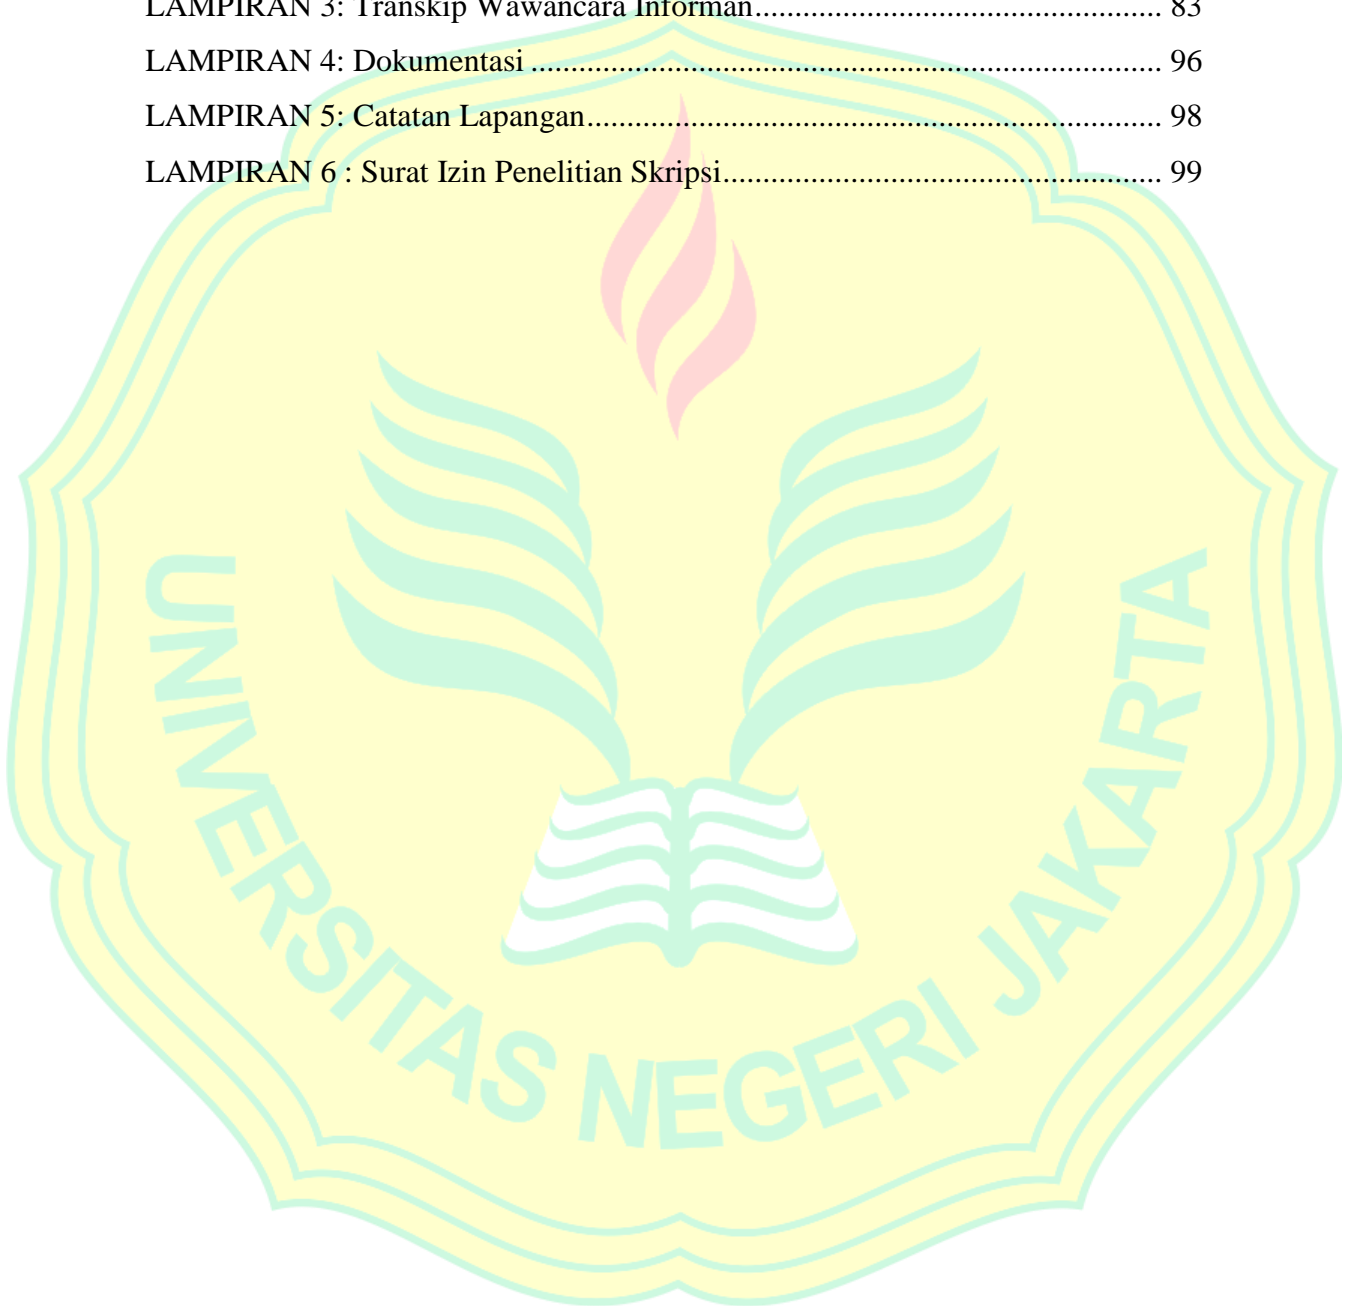 LAMPIRAN 3: Transkip Wawancara Informan.................................................. 83
LAMPIRAN 4: Dokumentasi.............................................................................. 96
LAMPIRAN 5: Catatan Lapangan....................................................................... 98
LAMPIRAN 6 : Surat Izin Penelitian Skripsi...................................................... 99
UNIVERSITAS NEGERI JAKARTA